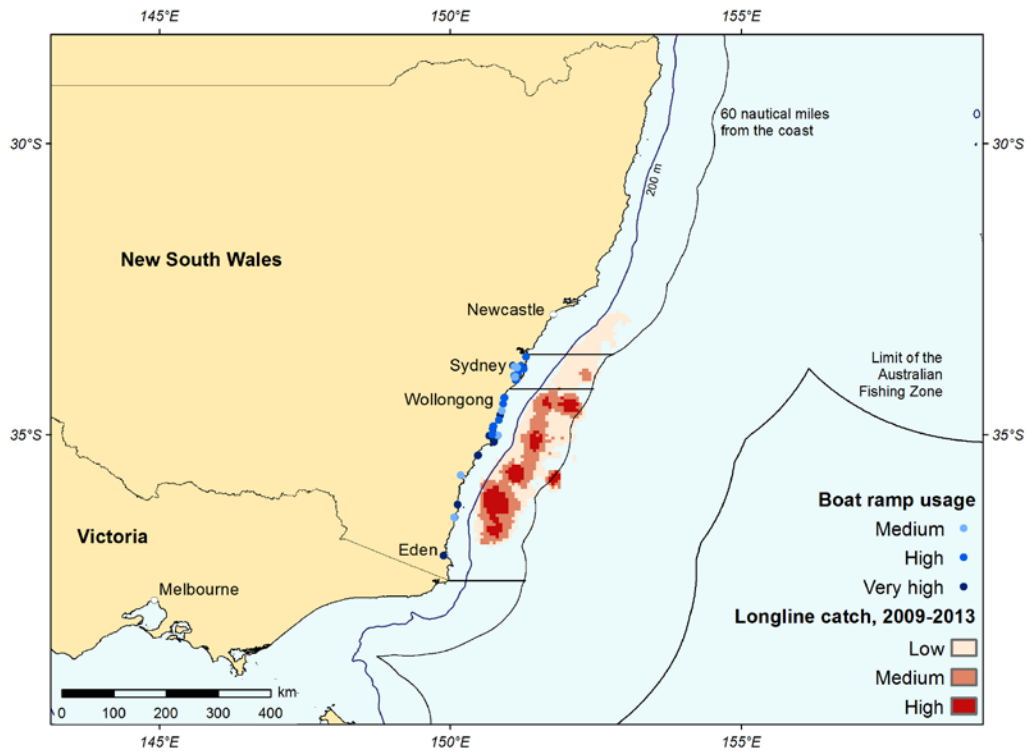 145°E 150°E 155°E
60 nautical miles
from the coast
30°S 30°S
200 m
New South Wales
Newcastle
Sydney
Limit of the
Australian
Fishing Zone
Wollongong
35°S 35°S
Boat ramp usage
Victoria
Medium
Eden
High
Melbourne
Very high
Longline catch, 2009-2013
Low
Medium
km
High
0 100 200 300 400
145°E 150°E 155°E